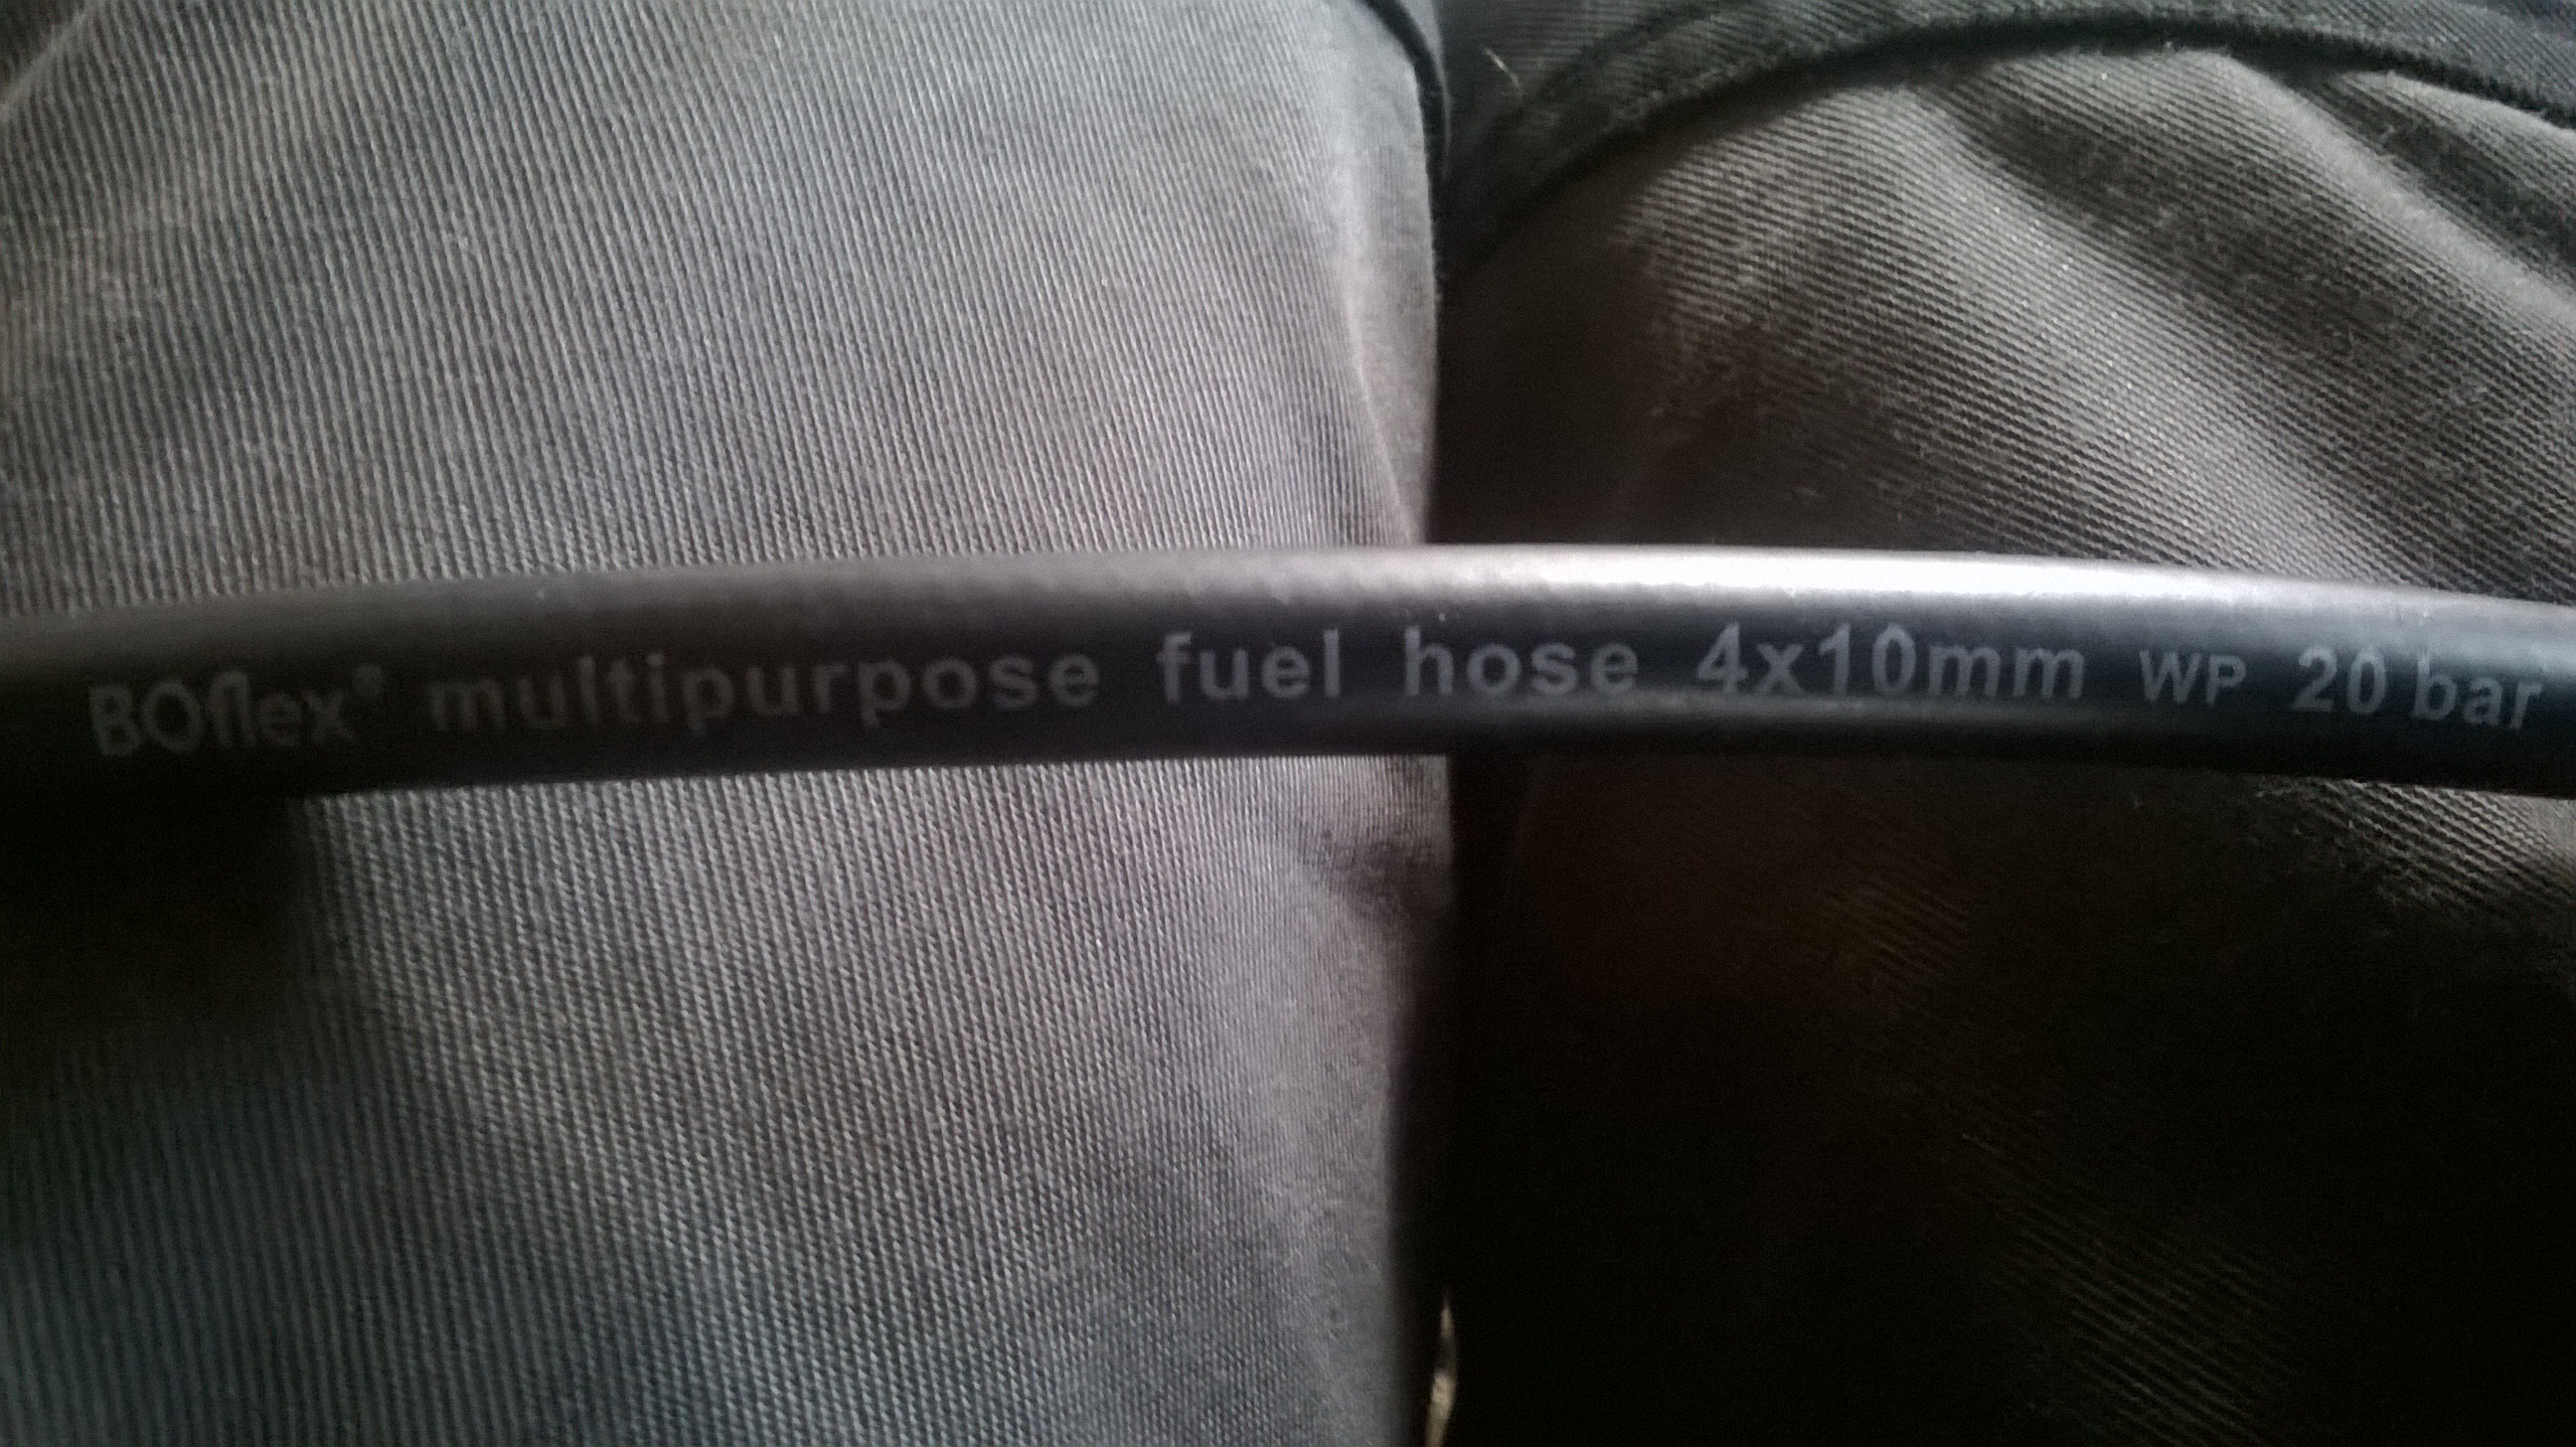 BOflex® multipurpose fuel hose 4x10mm WP 20 bar